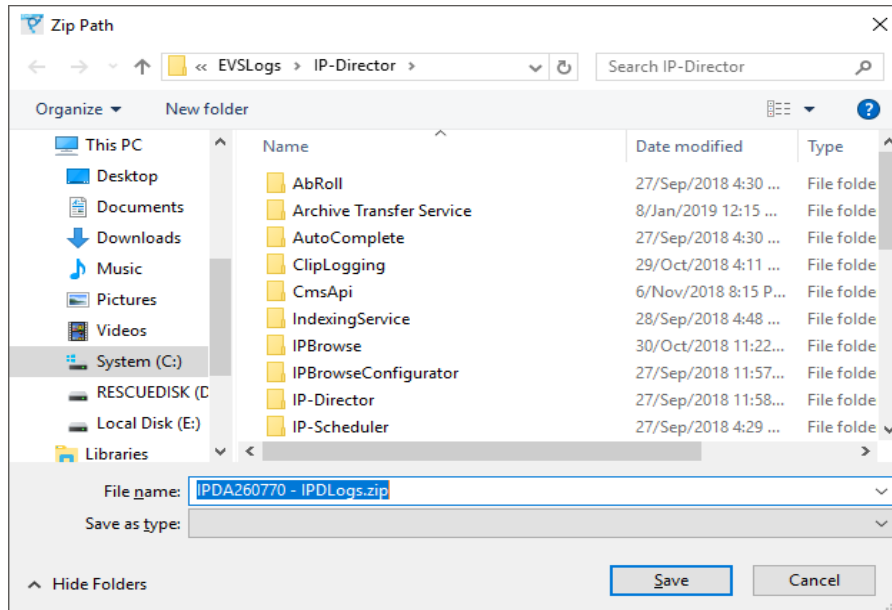 Zip Path
« EVSLogs > IP-Director >
Search IP-Director
Organize
New folder
This PC
Desktop
Documents
Downloads
Music
Pictures
Videos
System (C:)
RESCUEDISK (D
Local Disk (E:)
Libraries
Name Date modified Type
AbRoll 27/Sep/2018 4:30 ... File folde
Archive Transfer Service 8/Jan/2019 12:15 ... File folde
AutoComplete 27/Sep/2018 4:30 ... File folde
ClipLogging 29/Oct/2018 4:11 ... File folde
CmsApi 6/Nov/2018 8:15 P... File folde
IndexingService 28/Sep/2018 4:48 ... File folde
IPBrowse 30/Oct/2018 11:22... File folde
IPBrowseConfigurator 27/Sep/2018 11:57... File folde
IP-Director 27/Sep/2018 11:58... File folde
IP-Scheduler 27/Sep/2018 4:29 ... File folde
File name: IPDA260770 - IPDLogs.zip
Save as type:
Hide Folders
Save
Cancel